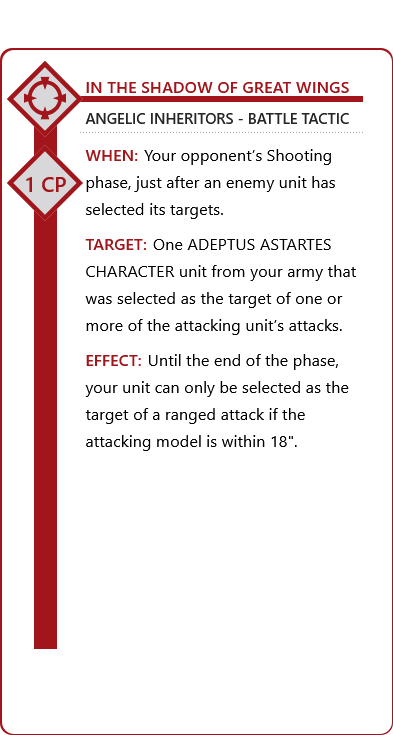 IN THE SHADOW OF GREAT WINGS
ANGELIC INHERITORS - BATTLE TACTIC
1 CP
WHEN: Your opponent’s Shooting
phase, just after an enemy unit has
selected its targets.
TARGET: One ADEPTUS ASTARTES
CHARACTER unit from your army that
was selected as the target of one or
more of the attacking unit’s attacks.
EFFECT: Until the end of the phase,
your unit can only be selected as the
target of a ranged attack if the
attacking model is within 18".